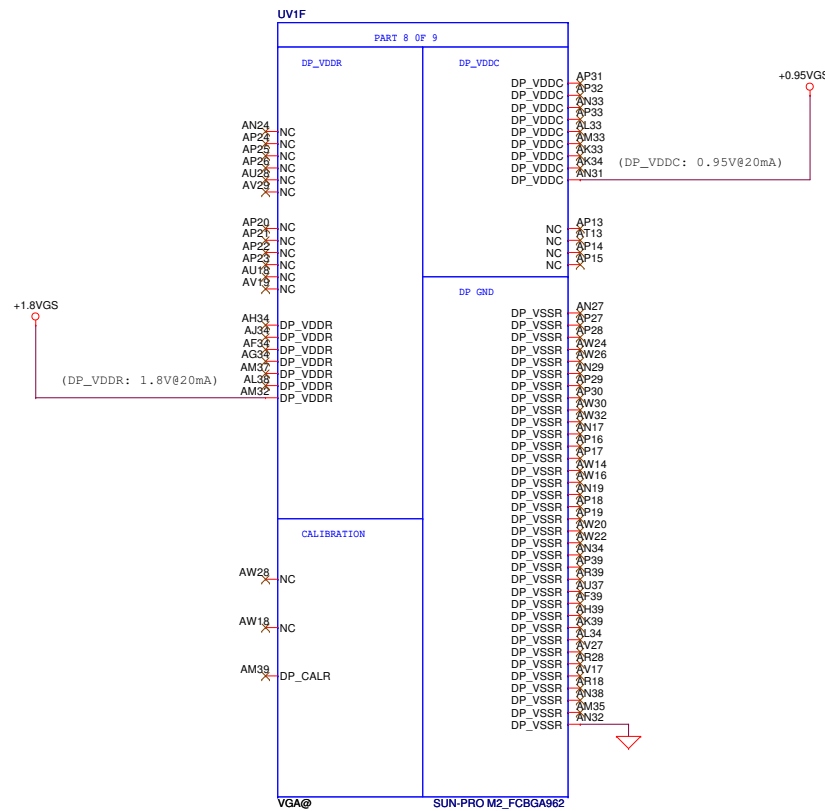 UV1F
PART 8 0F 9
DP_VDDR
DP_VDDC
AN24 NC
AP24 NC
AP25 NC
AP26 NC
AU28 NC
AV29 NC
AP20 NC
AP21 NC
AP22 NC
AP23 NC
AU18 NC
AV19 NC
+1.8VGS
AH34 DP_VDDR
AJ34 DP_VDDR
AF34 DP_VDDR
AG34 DP_VDDR
AM37 DP_VDDR
AL38 DP_VDDR
AM32 DP_VDDR
(DP_VDDR: 1.8V@20mA)
CALIBRATION
AW28 NC
AW18 NC
AM39 DP_CALR
DP_VDDC AP31
DP_VDDC AP32
DP_VDDC AN33
DP_VDDC AP33
DP_VDDC AL33
DP_VDDC AM33
DP_VDDC AK33
DP_VDDC AK34
DP_VDDC AN31
+0.95VGS
(DP_VDDC: 0.95V@20mA)
NC AP13
NC AT13
NC AP14
NC AP15
DP GND
DP_VSSR AN27
DP_VSSR AP27
DP_VSSR AP28
DP_VSSR AW24
DP_VSSR AW26
DP_VSSR AN29
DP_VSSR AP29
DP_VSSR AP30
DP_VSSR AW30
DP_VSSR AW32
DP_VSSR AN17
DP_VSSR AP16
DP_VSSR AP17
DP_VSSR AW14
DP_VSSR AW16
DP_VSSR AN19
DP_VSSR AP18
DP_VSSR AP19
DP_VSSR AW20
DP_VSSR AW22
DP_VSSR AN34
DP_VSSR AP39
DP_VSSR AR39
DP_VSSR AU37
DP_VSSR AF39
DP_VSSR AH39
DP_VSSR AK39
DP_VSSR AL34
DP_VSSR AV27
DP_VSSR AR28
DP_VSSR AV17
DP_VSSR AR18
DP_VSSR AN38
DP_VSSR AM35
DP_VSSR AN32
VGA@
SUN-PRO M2_FCBGA962